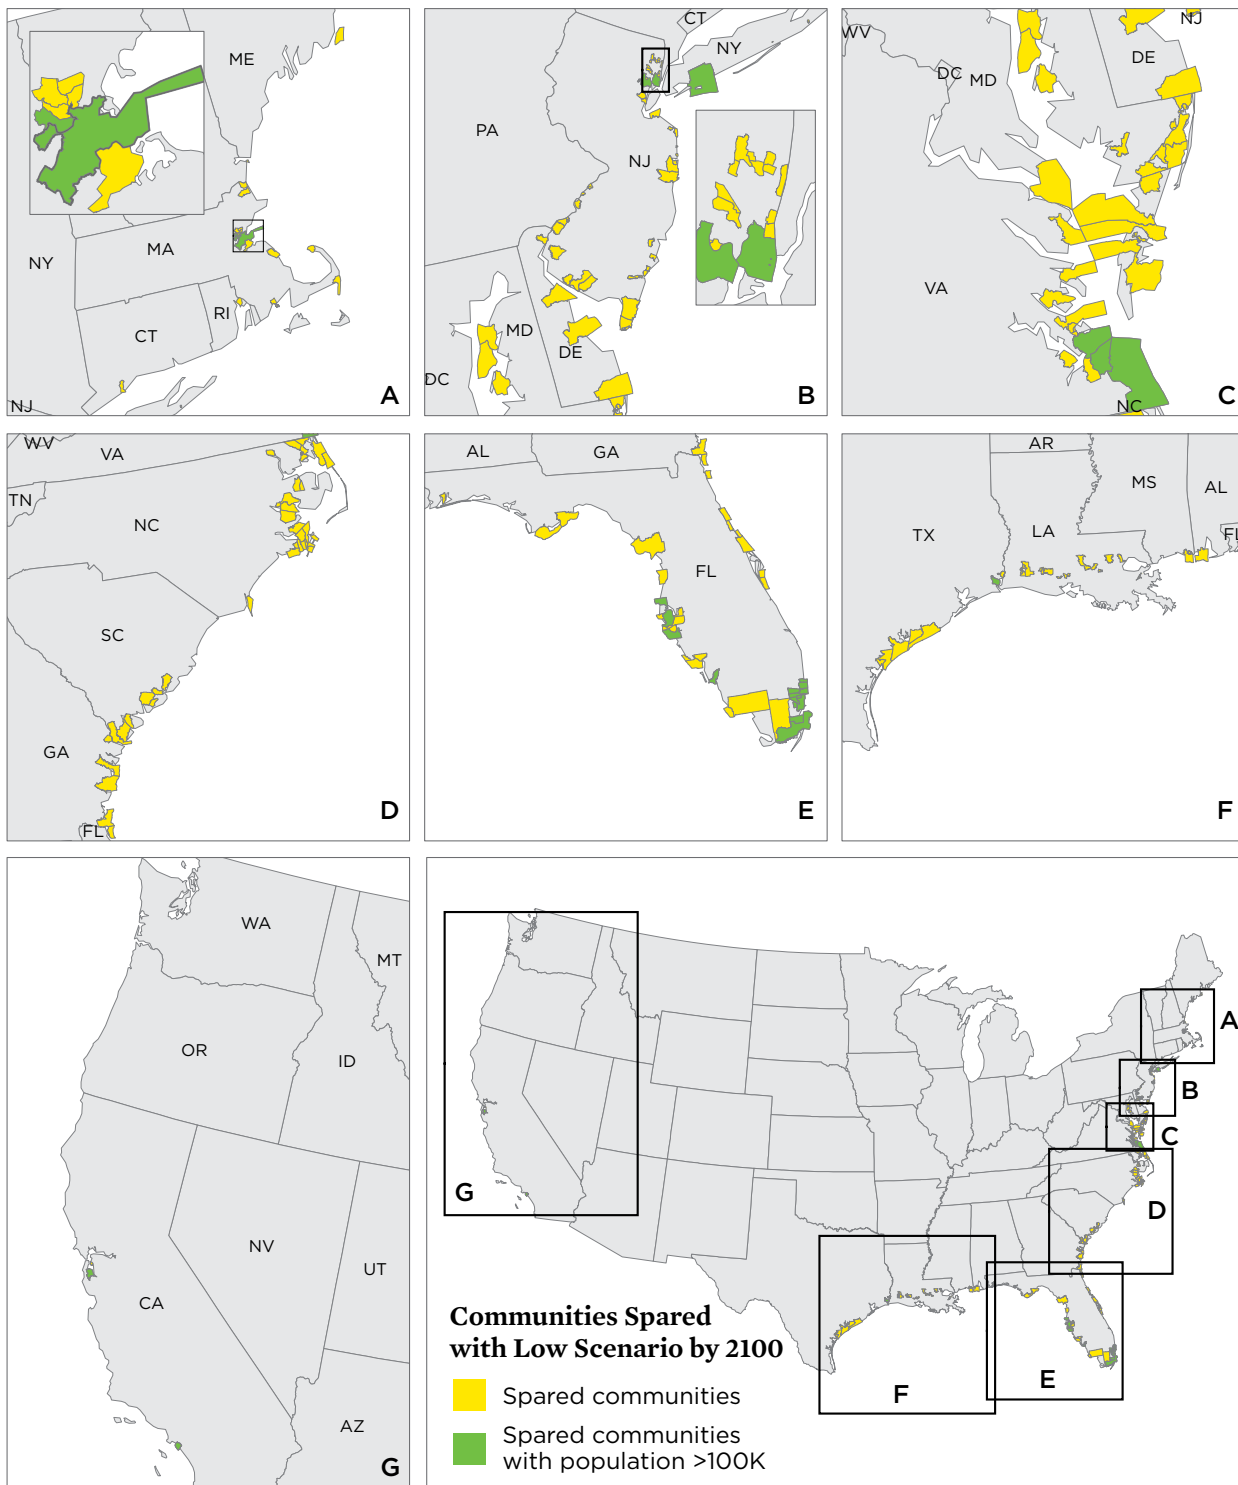 ME
NY
MA
CT
RI
NJ
A
CT
NY
PA
NJ
MD
DE
DC
B
WV
NJ
DE
DC
MD
VA
NC
C
WV
VA
TN
NC
SC
GA
FL
D
AL
GA
FL
E
AR
MS
AL
TX
LA
FL
F
WA
MT
OR
ID
NV
UT
CA
AZ
G
A
B
C
D
G
F
E
Communities Spared
with Low Scenario by 2100
Spared communities
Spared communities
with population >100K